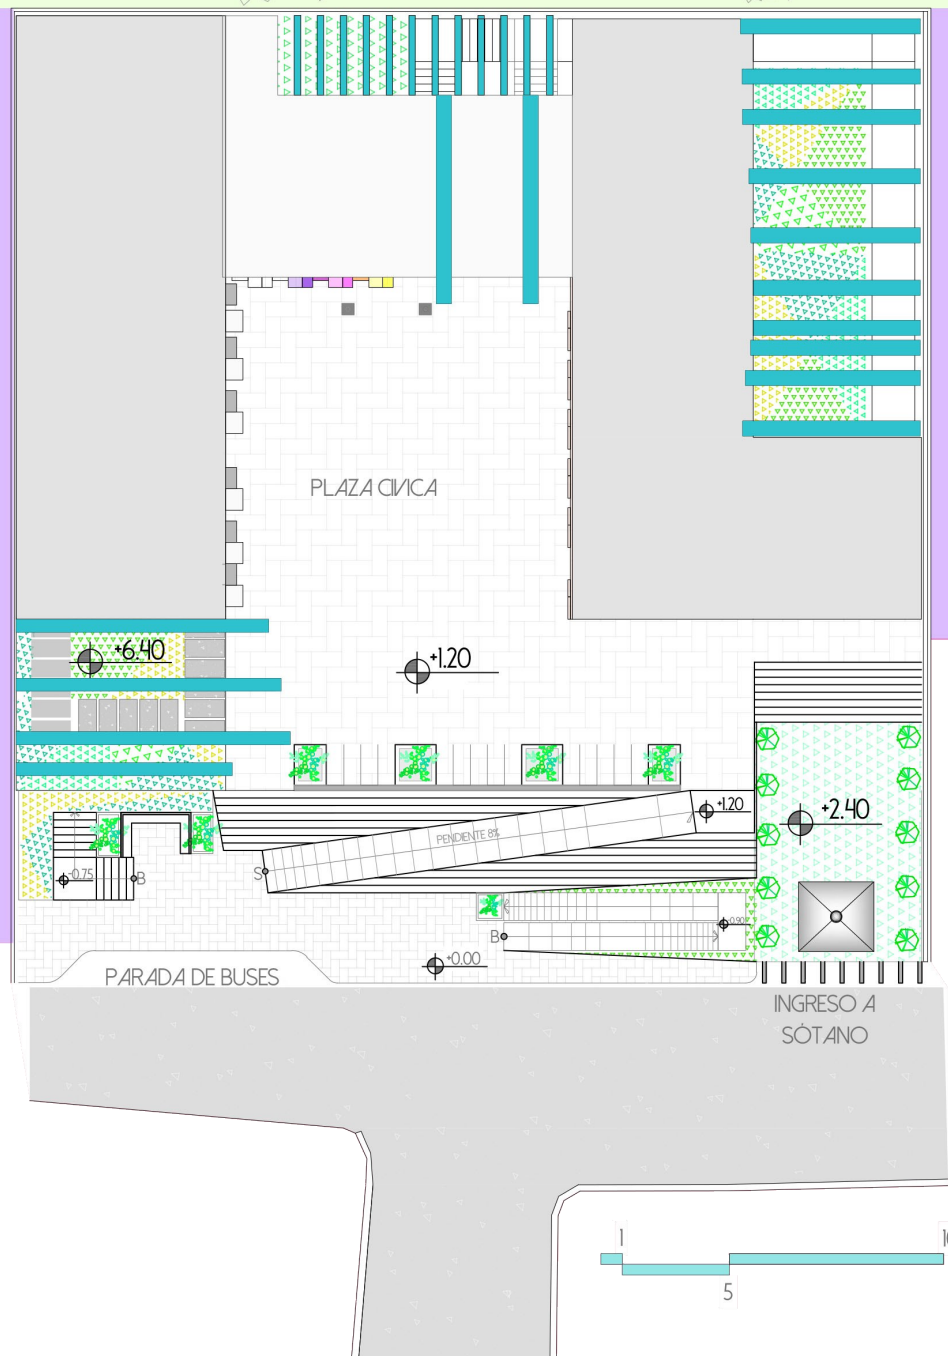 PLAZA CIVICA
+6.40
+1.20
+1.20
PENDIENTE 8%
+2.40
-0.75
B
S
-0.90
B
+0.00
PARADA DE BUSES
INGRESO A
SÓTANO
1
5